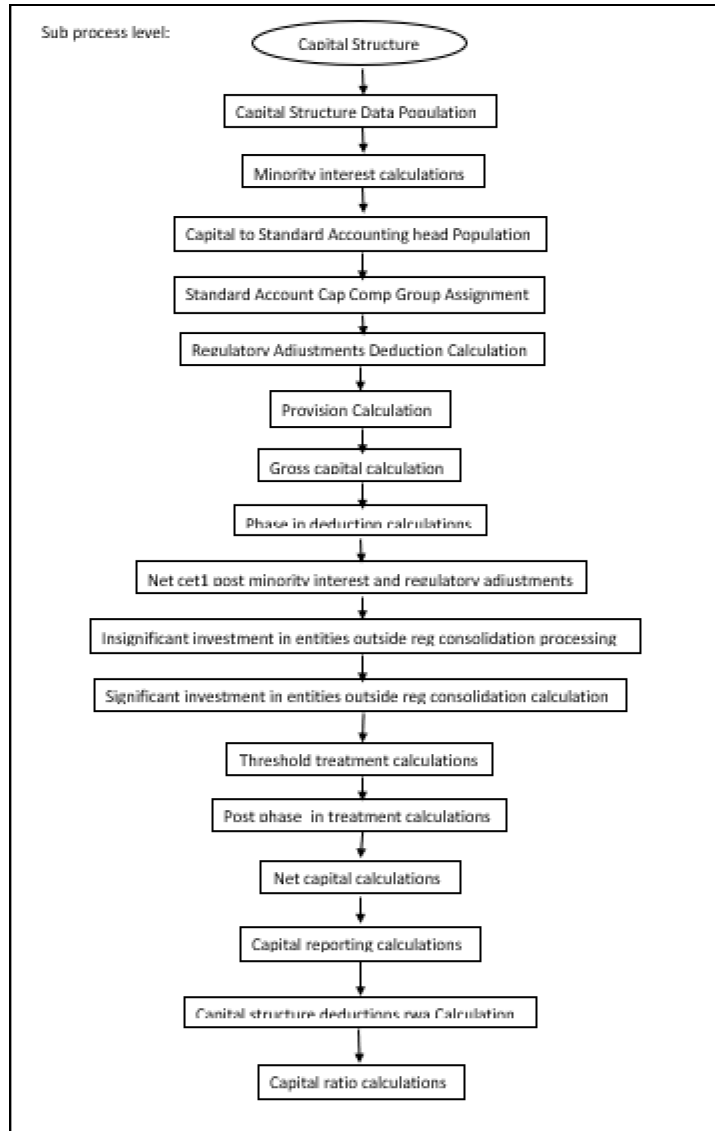 Sub process level:
Capital Structure
Capital Structure Data Population
Minority interest calculations
Capital to Standard Accounting head Population
Standard Account Cap Comp Group Assignment
Regulatory Adjustments Deduction Calculation
Provision Calculation
Gross capital calculation
Phase in deduction calculations
Net cet1 post minority interest and regulatory adjustments
Insignificant investment in entities outside reg consolidation processing
Significant investment in entities outside reg consolidation calculation
Threshold treatment calculations
Post phase in treatment calculations
Net capital calculations
Capital reporting calculations
Capital structure deductions rwa Calculation
Capital ratio calculations